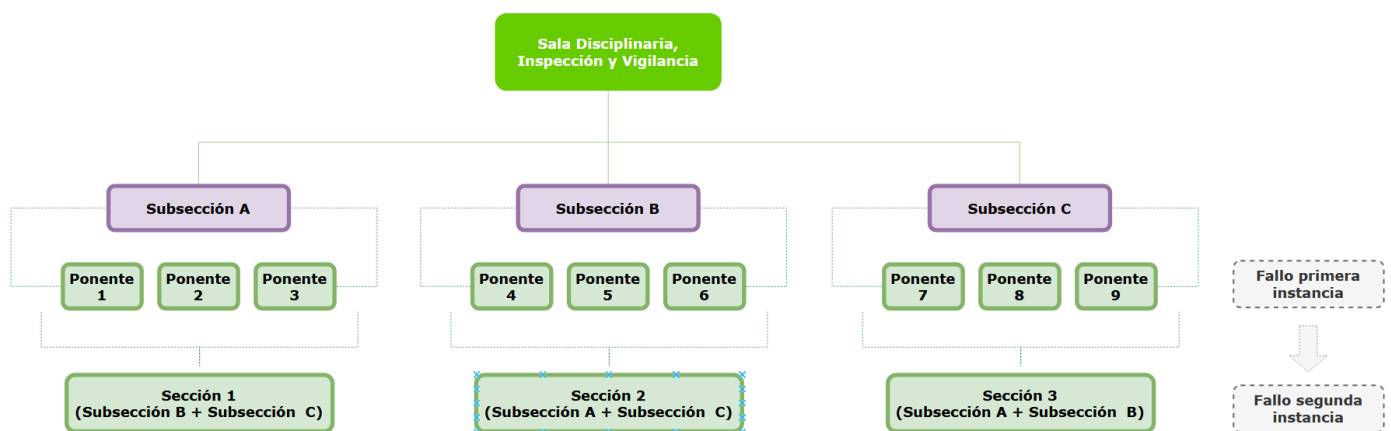 Sala Disciplinaria,
Inspección y Vigilancia
Subsección A
Subsección B
Subsección C
Ponente
1
Ponente
2
Ponente
3
Ponente
4
Ponente
5
Ponente
6
Ponente
7
Ponente
8
Ponente
9
Fallo primera
instancia
Sección 1
(Subsección B + Subsección C)
Sección 2
(Subsección A + Subsección C)
Sección 3
(Subsección A + Subsección B)
Fallo segunda
instancia